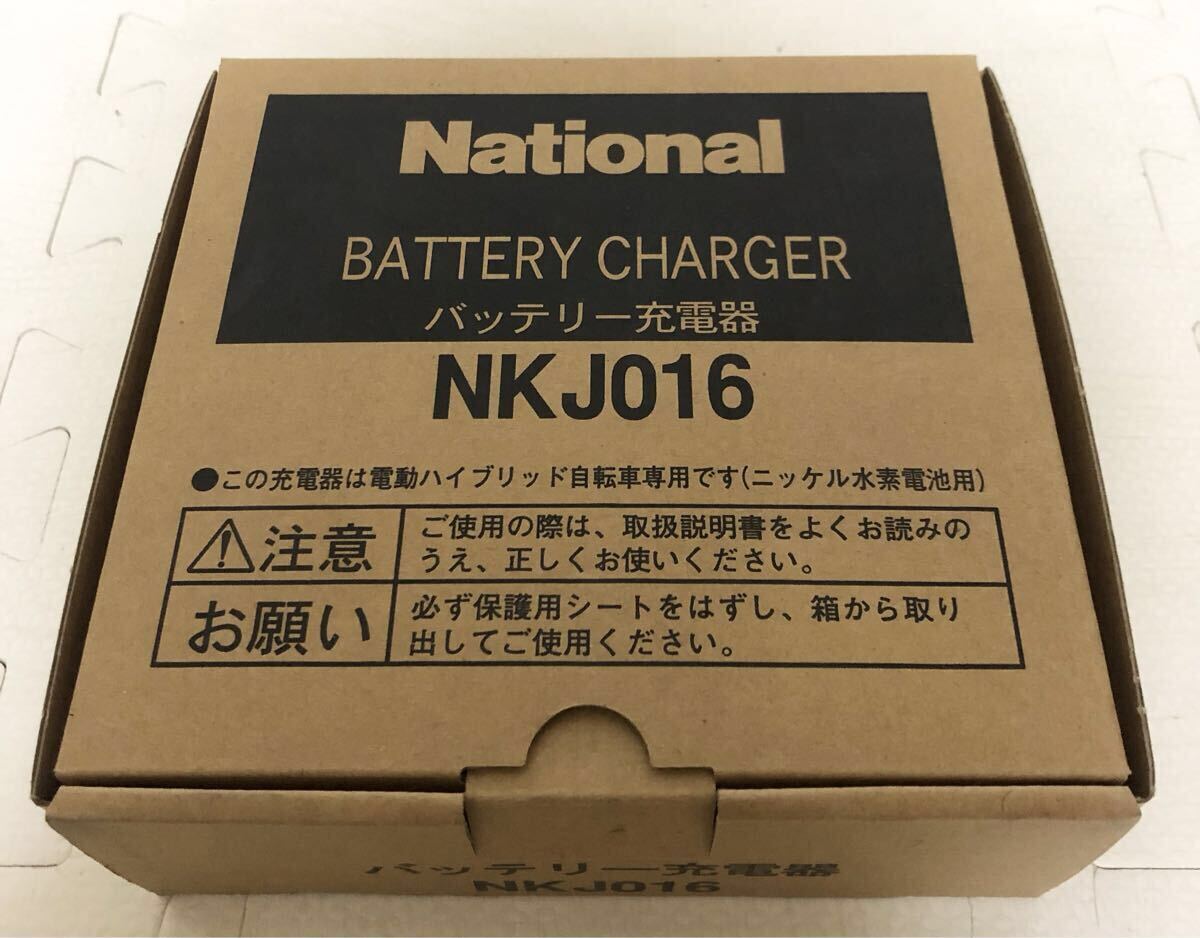 National
BATTERY CHARGER
バッテリー充電器
NKJ016
●この充電器は電動ハイブリッド自転車専用です(ニッケル水素電池用)
注意
ご使用の際は、取扱説明書をよくお読みの
うえ、正しくお使いください。
お願い
必ず保護用シートをはずし、箱から取り
出してご使用ください。
バッテリー充電器
NKJ016